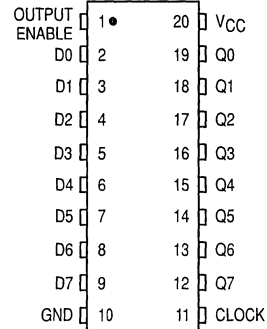 OUTPUT
ENABLE 1 20 VCC
D0 2 19 Q0
D1 3 18 Q1
D2 4 17 Q2
D3 5 16 Q3
D4 6 15 Q4
D5 7 14 Q5
D6 8 13 Q6
D7 9 12 Q7
GND 10 11 CLOCK